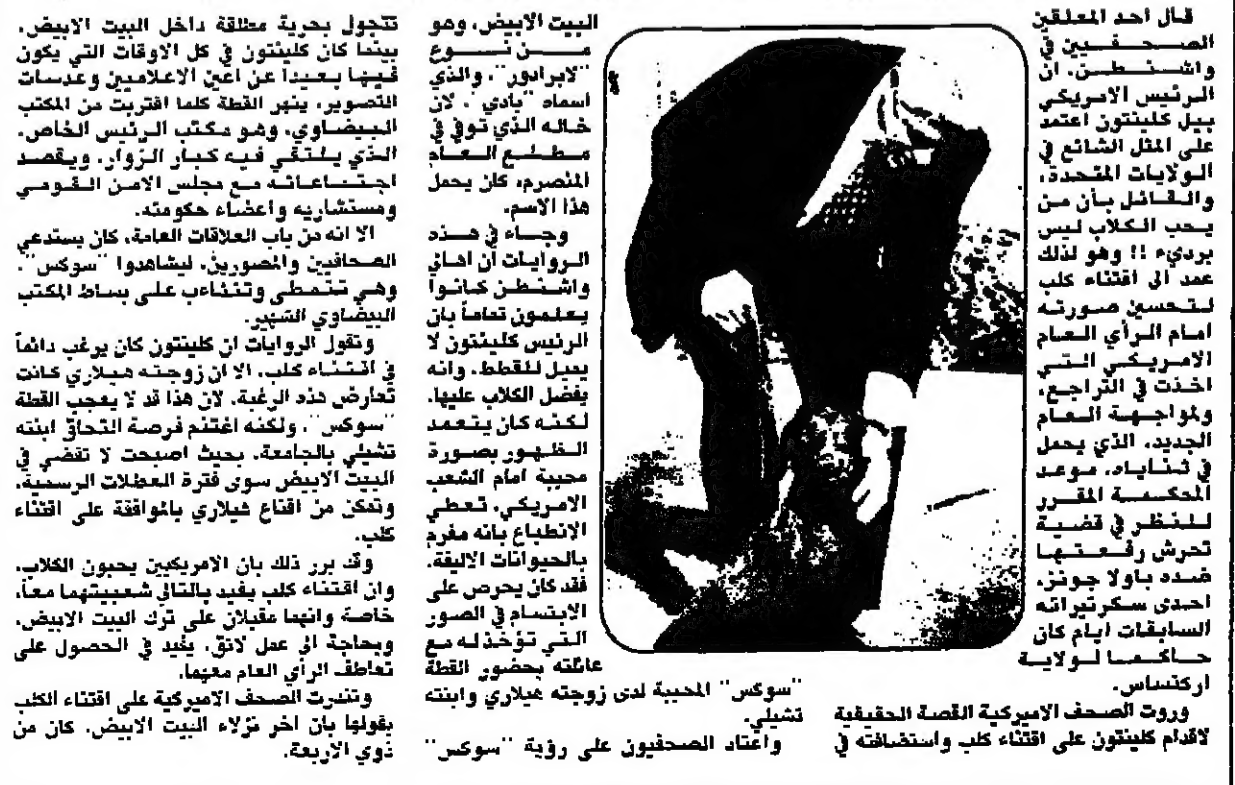 قال احد المعلقين
الصحفيين في
واشنطن، ان
الرئيس الامريكي
بيل كلينتون اعتمد
على المثل الشائع في
الولايات المتحدة،
والقائل بأن من
يحب الكلاب ليس
برديء !! وهو لذلك
عمد الى اقتناء كلب
لتحسين صورته
امام الرأي العام
الامريكي التي
اخذت في التراجع،
ولمواجهة العام
الجديد، الذي يحمل
في ثناياه، موعد
المحكمة المقرر
للنظر في قضية
تحرش رفعتها
ضده باولا جونز،
احدى سكرتيراته
السابقات ايام كان
حاكما لولاية
اركنساس.
وروت الصحف الاميركية القصة الحقيقية
لاقدام كلينتون على اقتناء كلب واستضافته في
البيت الابيض، وهو
من نوع
"لابرادور"، والذي
اسماه "بادي"، لان
خاله الذي توفي في
مطلع العام
المنصرم، كان يحمل
هذا الاسم.
وجاء في هذه
الروايات ان اهالي
واشنطن كانوا
يعلمون تماماً بان
الرئيس كلينتون لا
يميل للقطط، وانه
يفضل الكلاب عليها،
لكنه كان يتعمد
الظهور بصورة
محببة امام الشعب
الامريكي، تعطي
الانطباع بانه مغرم
بالحيوانات الاليفة،
فقد كان يحرص على
الابتسام في الصور
التي تؤخذ له مع
عائلته بحضور القطة
"سوكس" المحببة لدى زوجته هيلاري وابنته
تشيلي.
واعتاد الصحفيون على رؤية "سوكس"
تتجول بحرية مطلقة داخل البيت الابيض،
بينما كان كلينتون في كل الاوقات التي يكون
فيها بعيدا عن اعين الاعلاميين وعدسات
التصوير، ينهر القطة كلما اقتربت من المكتب
البيضاوي، وهو مكتب الرئيس الخاص،
الذي يلتقي فيه كبار الزوار، ويقصد
اجتماعاته مع مجلس الامن القومي
ومستشاريه واعضاء حكومته.
الا انه من باب العلاقات العامة، كان يستدعي
الصحافيين والمصورين، ليشاهدوا "سوكس"،
وهي تتمطى وتتثاءب على بساط المكتب
البيضاوي الشهير.
وتقول الروايات ان كلينتون كان يرغب دائماً
في اقتناء كلب، الا ان زوجته هيلاري كانت
تعارض هذه الرغبة، لان هذا قد لا يعجب القطة
"سوكس"، ولكنه اغتنم فرصة التحاق ابنته
تشيلي بالجامعة، بحيث اصبحت لا تقضي في
البيت الابيض سوى فترة العطلات الرسمية،
وتمكن من اقناع هيلاري بالموافقة على اقتناء
كلب.
وقد برر ذلك بان الامريكيين يحبون الكلاب،
وان اقتناء كلب يفيد بالتالي شعبيتهما معاً،
خاصة وانهما مقبلان على ترك البيت الابيض،
وبحاجة الى عمل لائق، يفيد في الحصول على
تعاطف الرأي العام معهما.
وتندرت الصحف الاميركية على اقتناء الكلب
بقولها بان اخر نزلاء البيت الابيض، كان من
ذوي الاربعة.